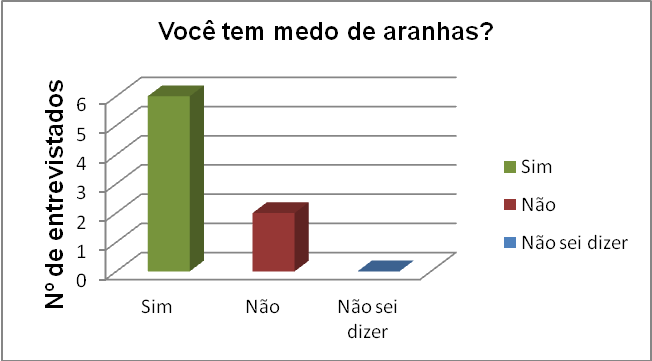 Você tem medo de aranhas?
Nº de entrevistados
6
5
4
3
2
1
0
Sim
Não
Não sei
dizer
Sim
Não
Não sei dizer